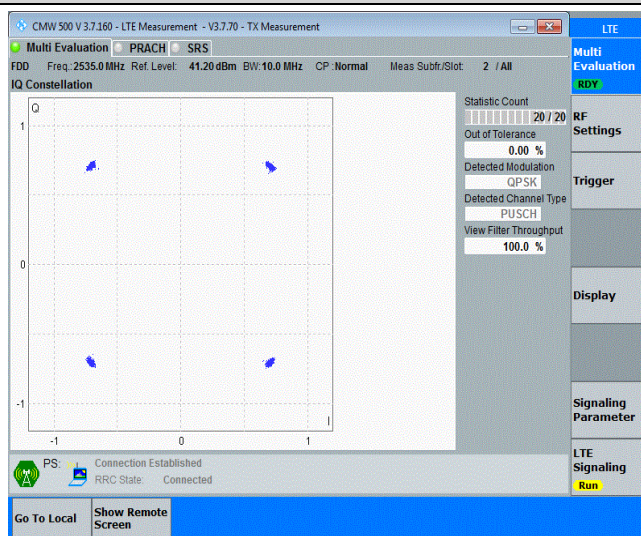 CMW 500 V 3.7.160 - LTE Measurement - V3.7.70 - TX Measurement
LTE
Multi Evaluation PRACH SRS
Multi
Evaluation
RDY
FDD Freq.:2535.0 MHz Ref. Level: 41.20 dBm BW:10.0 MHz CP :Normal Meas Subfr./Slot: 2 / All
IQ Constellation
Q
1
0
-1
-1 0 1
I
Statistic Count
20 / 20
Out of Tolerance
0.00 %
Detected Modulation
QPSK
Detected Channel Type
PUSCH
View Filter Throughput
100.0 %
RF
Settings
Trigger
Display
Signaling
Parameter
LTE
Signaling
Run
PS: Connection Established
RRC State: Connected
Go To Local
Show Remote
Screen